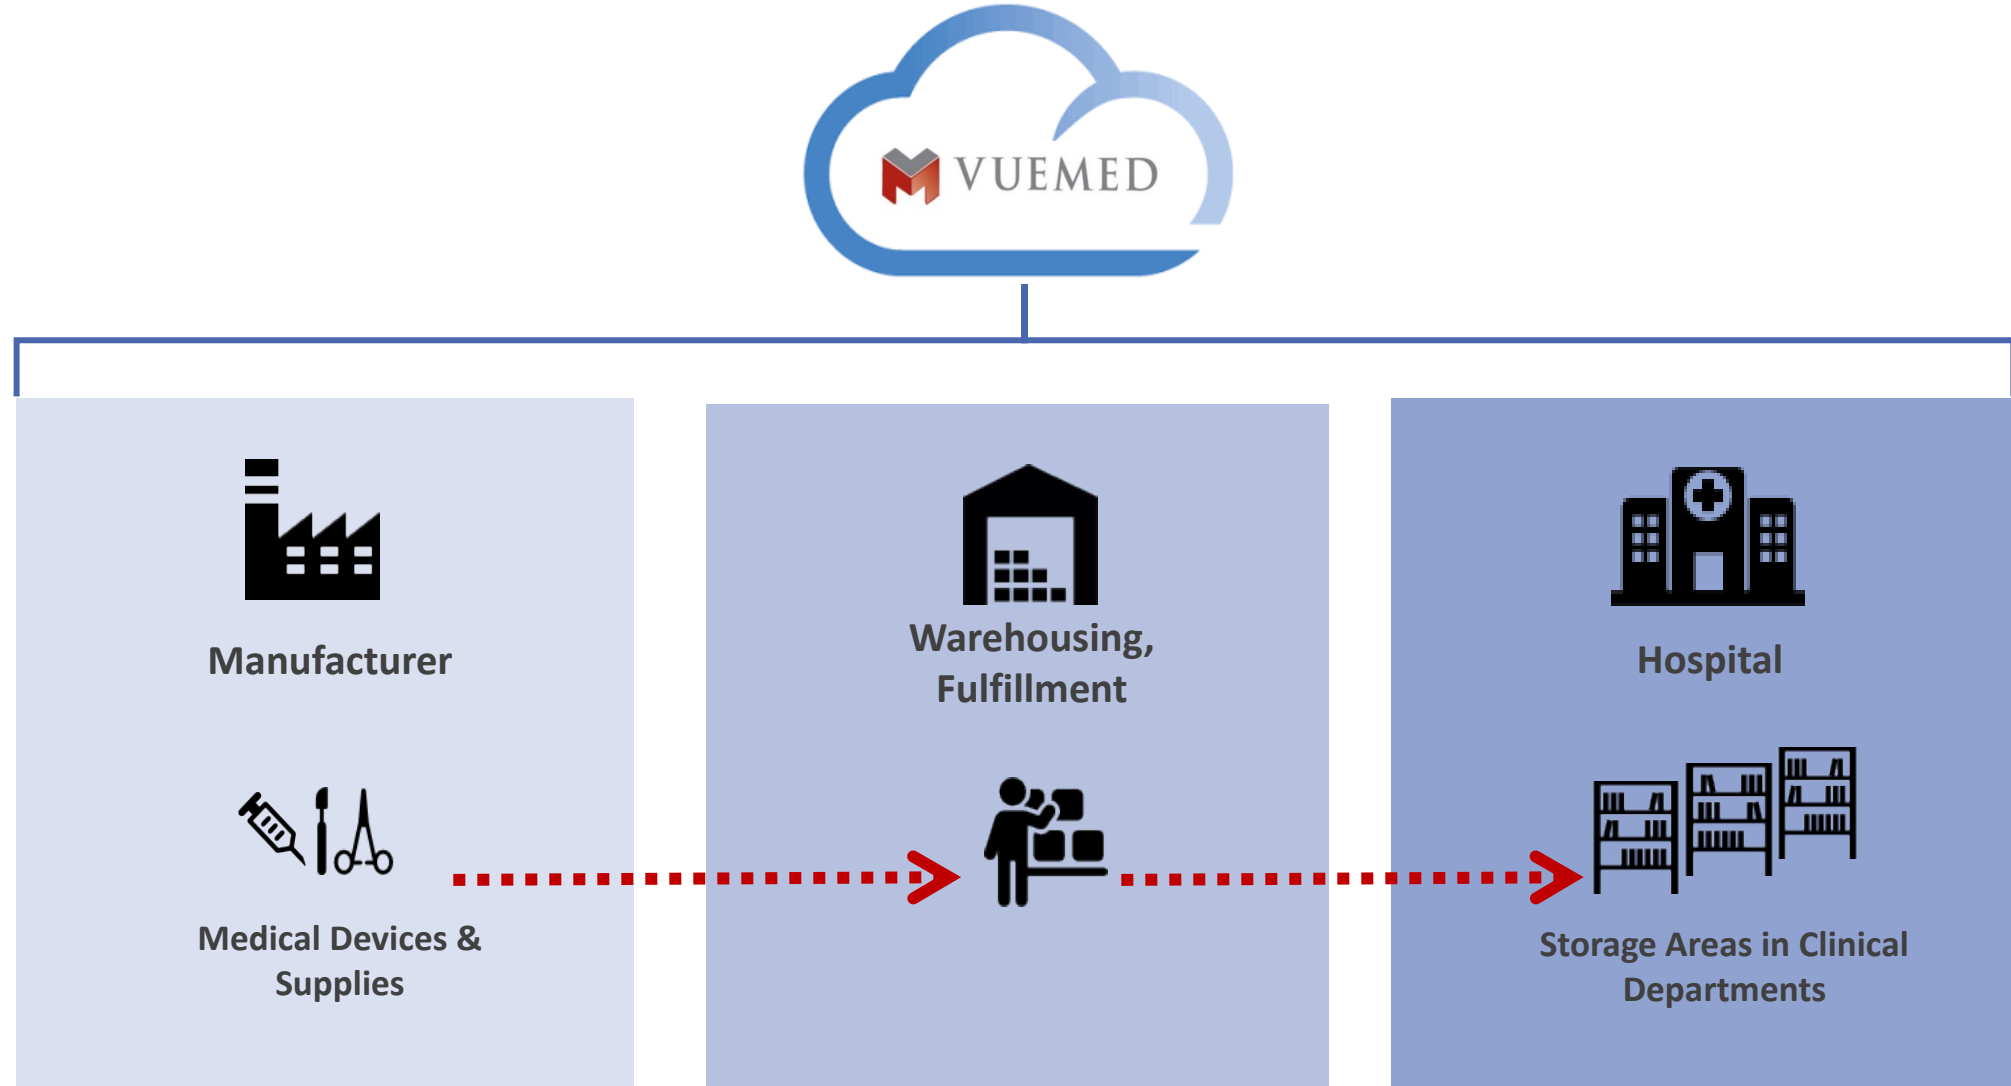 VUEMED
Manufacturer
Medical Devices &
Supplies
Warehousing,
Fulfillment
Hospital
Storage Areas in Clinical
Departments